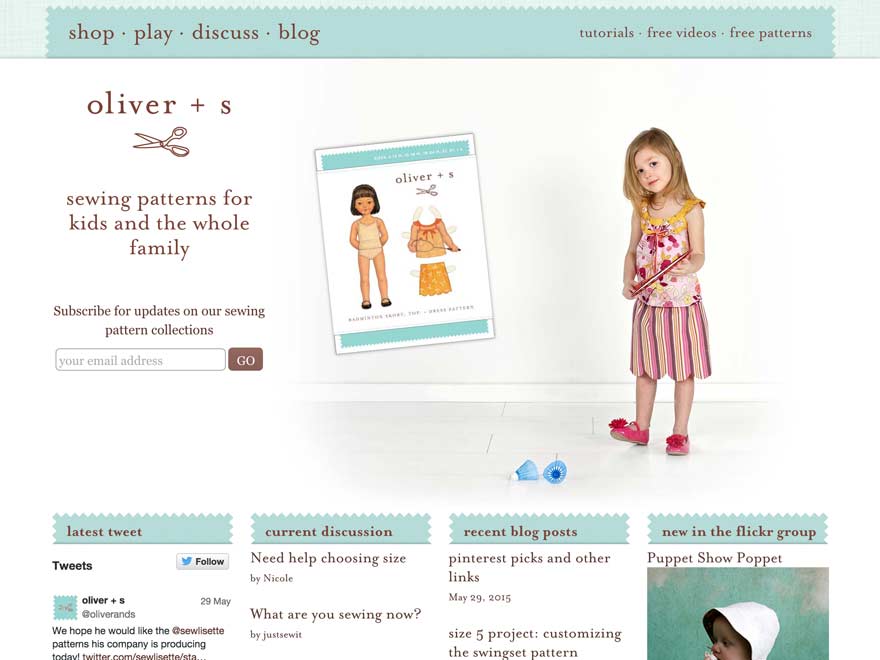 shop · play · discuss · blog
tutorials · free videos · free patterns
oliver + s
sewing patterns for
kids and the whole
family
Subscribe for updates on our sewing
pattern collections
your email address
GO
oliver + s
BADMINTON SKORT, TOP + DRESS PATTERN
latest tweet
Tweets
Follow
oliver + s
29 May
@oliverands
We hope he would like the @sewlisette
patterns his company is producing
today! twitter.com/sewlisette/sta…
current discussion
Need help choosing size
by Nicole
What are you sewing now?
by justsewit
recent blog posts
pinterest picks and other
links
May 29, 2015
size 5 project: customizing
the swingset pattern
new in the flickr group
Puppet Show Poppet